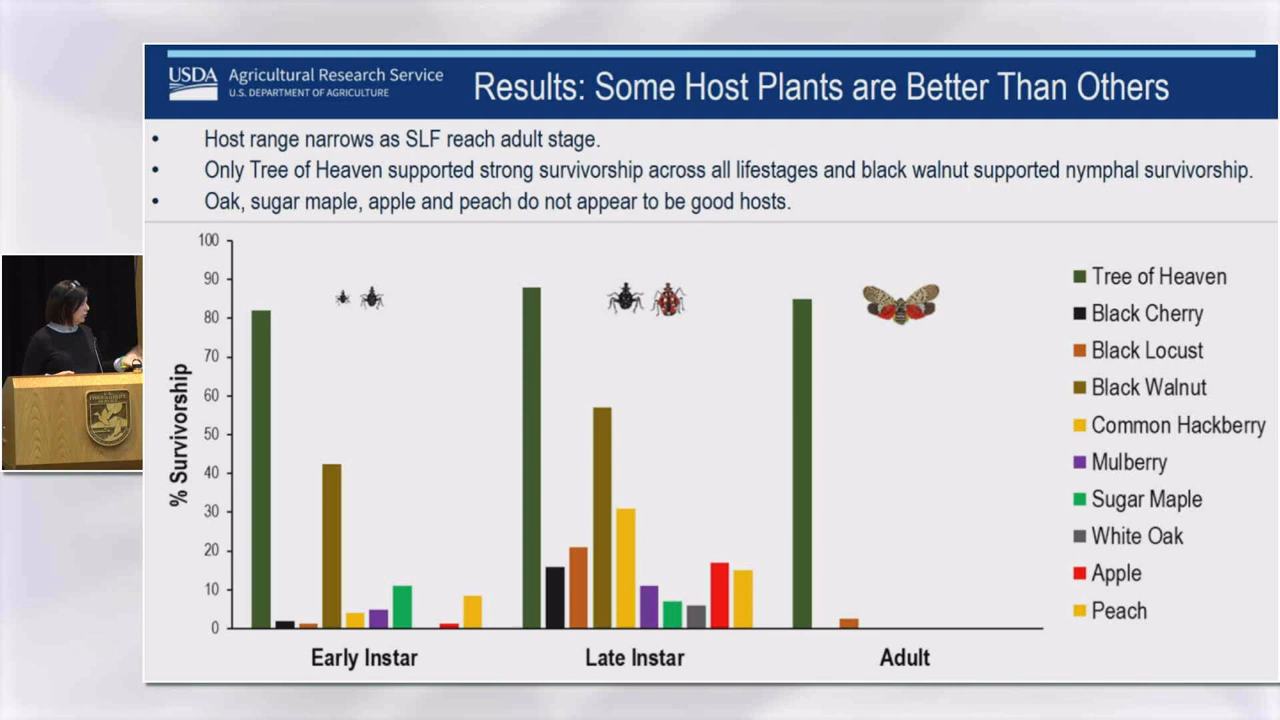 USDA
Agricultural Research Service
U.S. DEPARTMENT OF AGRICULTURE
Results: Some Host Plants are Better Than Others
• Host range narrows as SLF reach adult stage.
• Only Tree of Heaven supported strong survivorship across all lifestages and black walnut supported nymphal survivorship.
• Oak, sugar maple, apple and peach do not appear to be good hosts.
% Survivorship
100
90
80
70
60
50
40
30
20
10
0
Early Instar
Late Instar
Adult
Tree of Heaven
Black Cherry
Black Locust
Black Walnut
Common Hackberry
Mulberry
Sugar Maple
White Oak
Apple
Peach